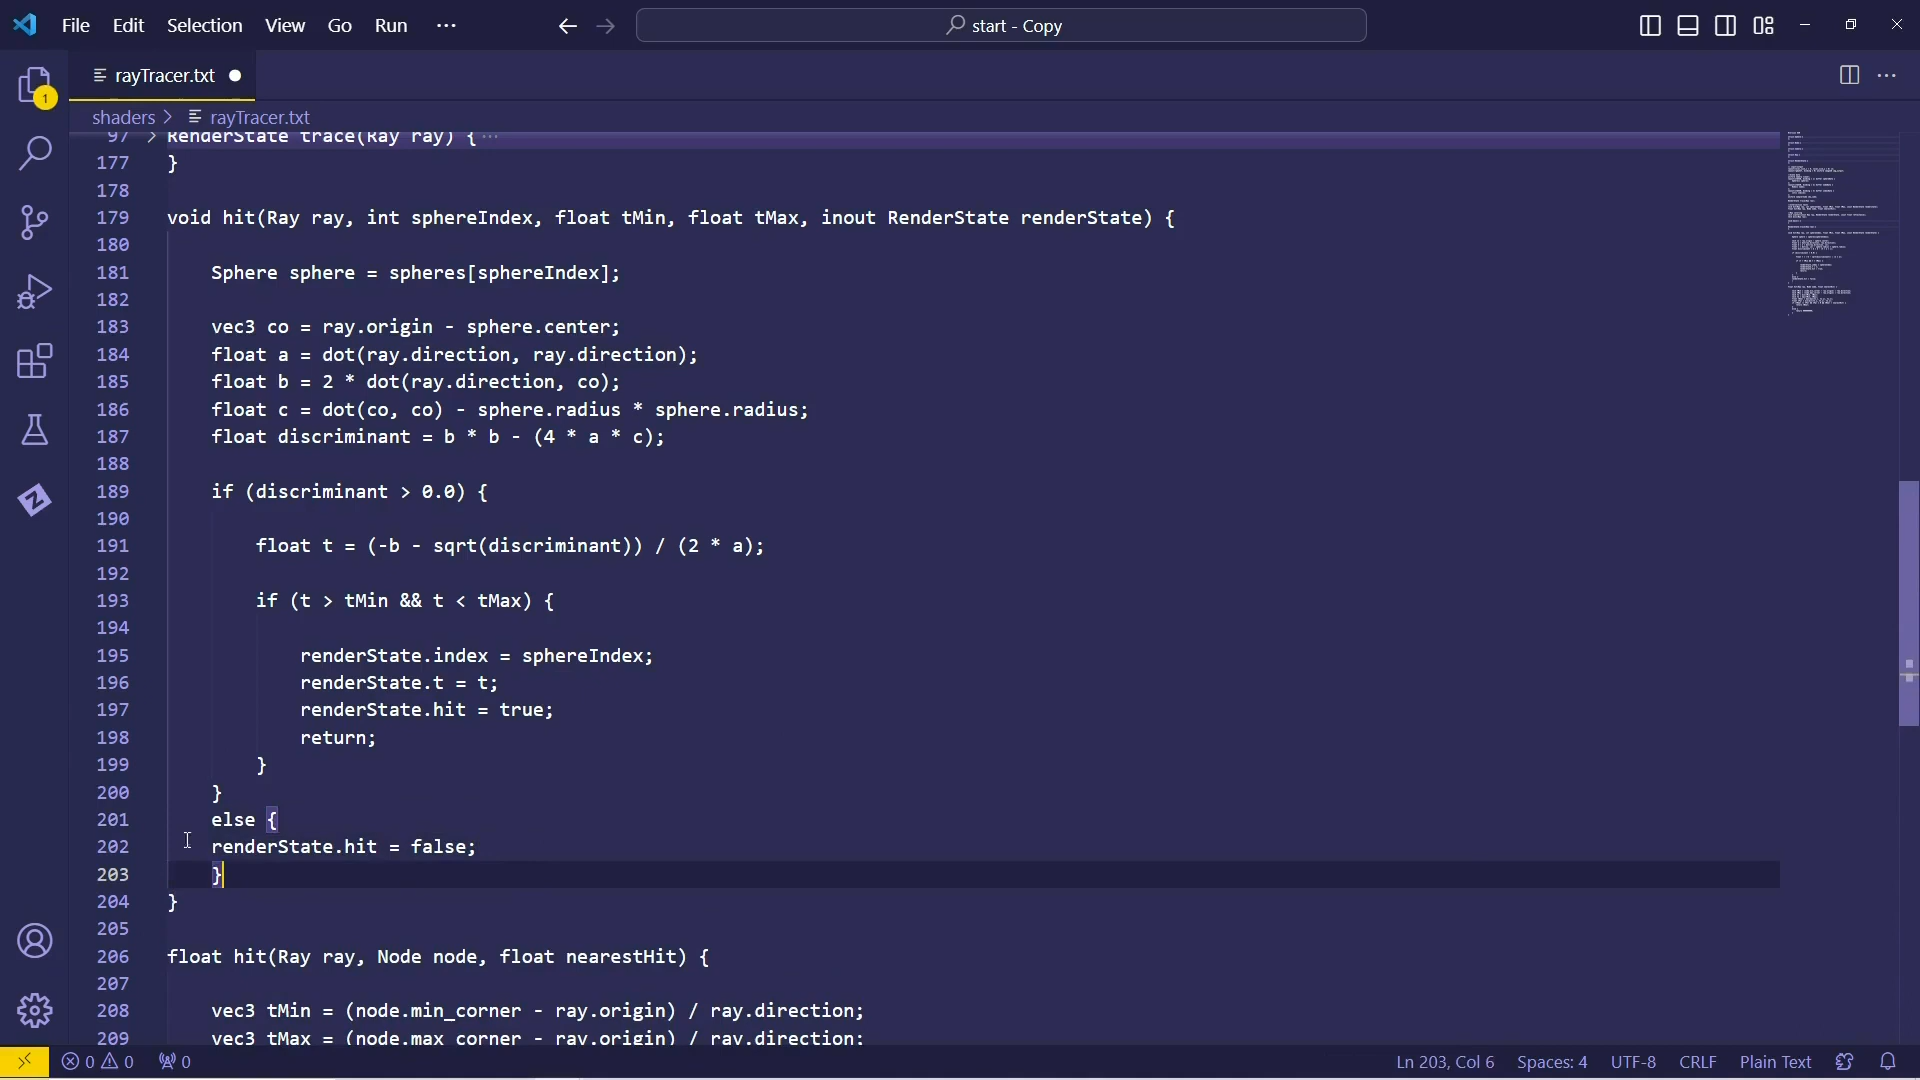 File Edit Selection View Go Run ···
start - Copy
1
rayTracer.txt
shaders > rayTracer.txt
97 > RenderState trace(Ray ray) { ···
177 }
178
179 void hit(Ray ray, int sphereIndex, float tMin, float tMax, inout RenderState renderState) {
180
181 Sphere sphere = spheres[sphereIndex];
182
183 vec3 co = ray.origin - sphere.center;
184 float a = dot(ray.direction, ray.direction);
185 float b = 2 * dot(ray.direction, co);
186 float c = dot(co, co) - sphere.radius * sphere.radius;
187 float discriminant = b * b - (4 * a * c);
188
189 if (discriminant > 0.0) {
190
191 float t = (-b - sqrt(discriminant)) / (2 * a);
192
193 if (t > tMin && t < tMax) {
194
195 renderState.index = sphereIndex;
196 renderState.t = t;
197 renderState.hit = true;
198 return;
199 }
200 }
201 else {
202 renderState.hit = false;
203 }
204 }
205
206 float hit(Ray ray, Node node, float nearestHit) {
207
208 vec3 tMin = (node.min_corner - ray.origin) / ray.direction;
209 vec3 tMax = (node.max_corner - ray.origin) / ray.direction;
0 0 0 Ln 203, Col 6 Spaces: 4 UTF-8 CRLF Plain Text